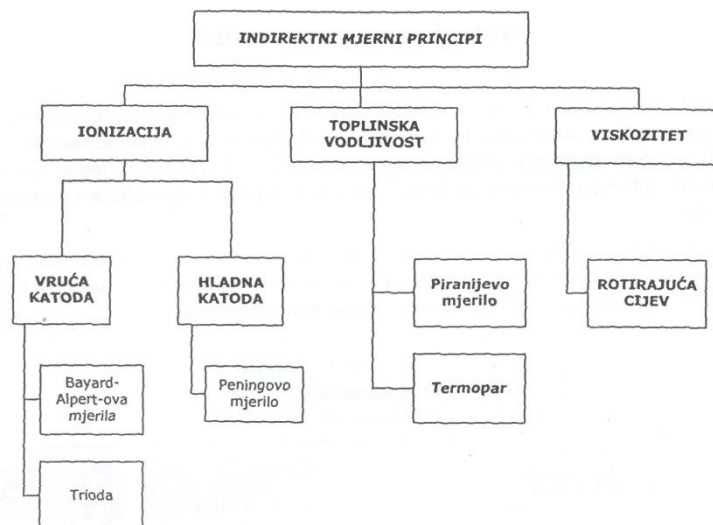 INDIREKTNI MJERNI PRINCIPI
IONIZACIJA
TOPLINSKA
VODLJIVOST
VISKOZITET
VRUĆA
KATODA
HLADNA
KATODA
Piranijevo
mjerilo
ROTIRAJUĆA
CIJEV
Bayard-
Alpert-ova
mjerila
Peningovo
mjerilo
Termopar
Trioda